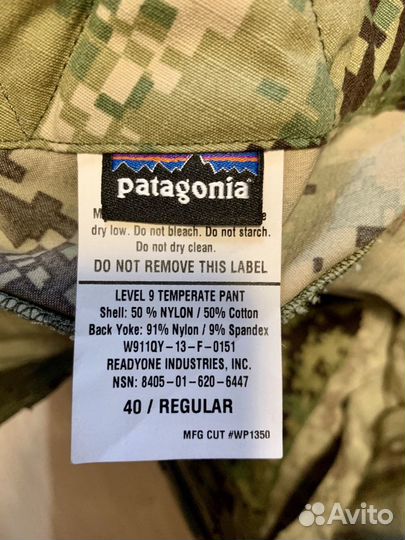 patagonia
dry low. Do not bleach. Do not starch.
Do not dry clean.
DO NOT REMOVE THIS LABEL
LEVEL 9 TEMPERATE PANT
Shell: 50 % NYLON / 50% Cotton
Back Yoke: 91% Nylon / 9% Spandex
W911QY-13-F-0151
READYONE INDUSTRIES, INC.
NSN: 8405-01-620-6447
40 / REGULAR
MFG CUT #WP1350
Avito